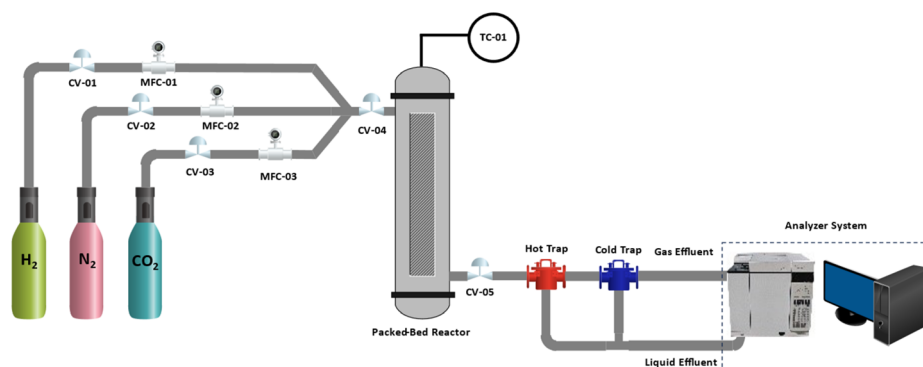 TC-01
CV-01
MFC-01
CV-02
MFC-02
CV-04
CV-03
MFC-03
H₂
N₂
CO₂
Analyzer System
Hot Trap
Cold Trap
Gas Effluent
CV-05
Packed-Bed Reactor
Liquid Effluent